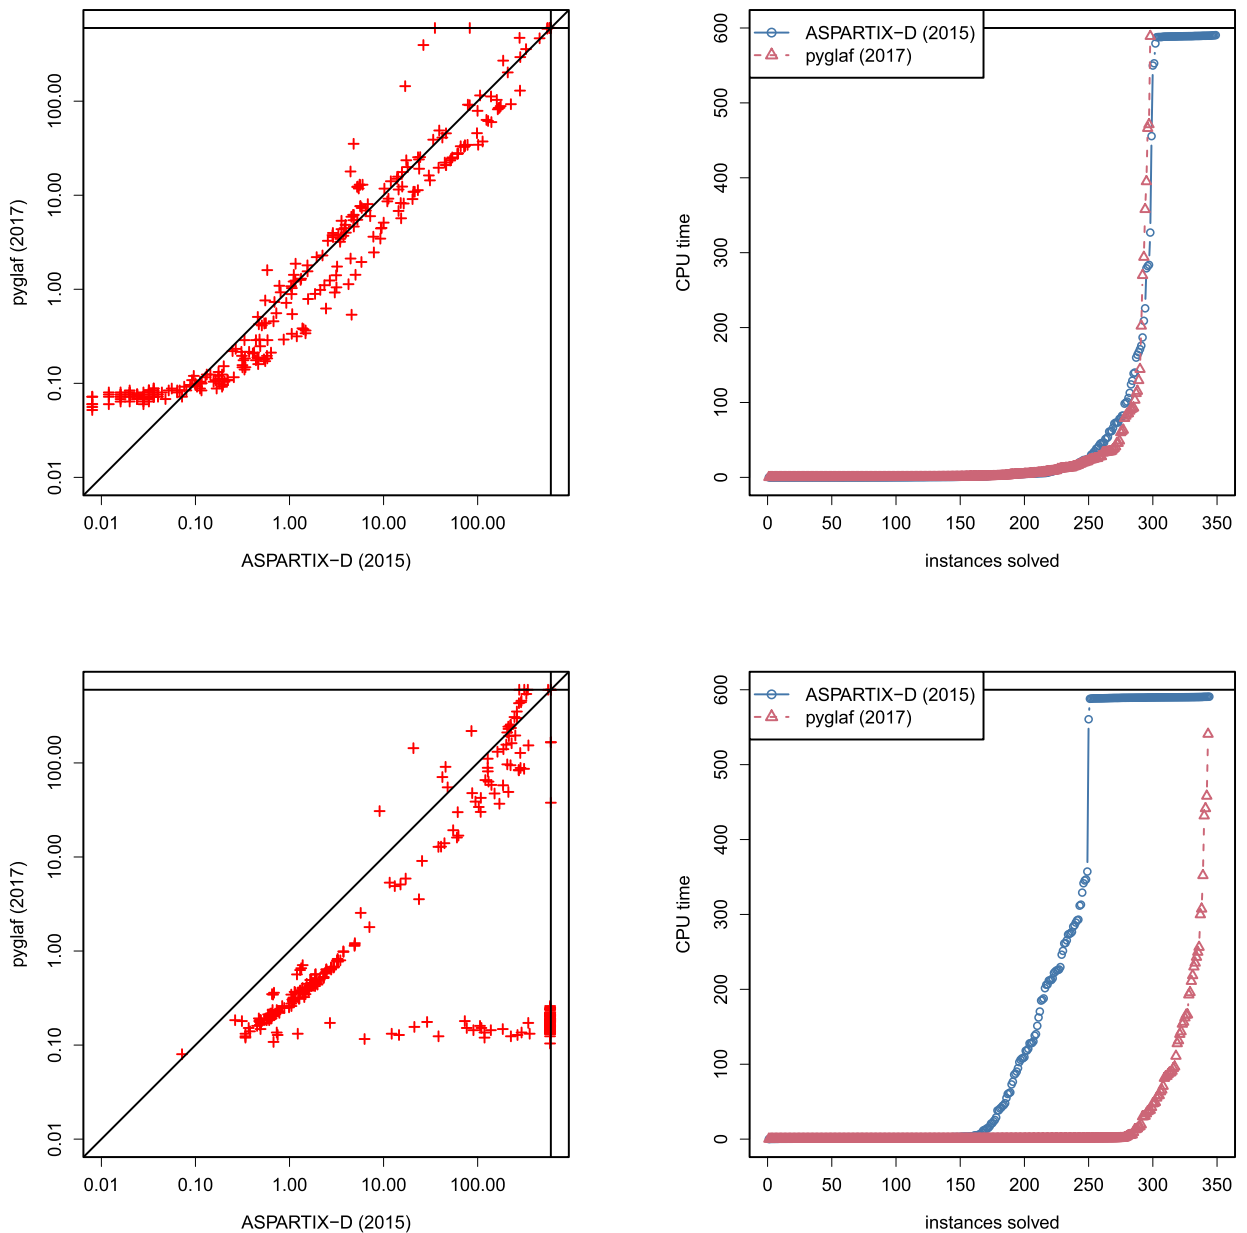 pyglaf (2017)
100.00
10.00
1.00
0.10
0.01
0.01 0.10 1.00 10.00 100.00
ASPARTIX−D (2015)
ASPARTIX−D (2015)
pyglaf (2017)
CPU time
600
500
400
300
200
100
0
0 50 100 150 200 250 300 350
instances solved
pyglaf (2017)
100.00
10.00
1.00
0.10
0.01
0.01 0.10 1.00 10.00 100.00
ASPARTIX−D (2015)
ASPARTIX−D (2015)
pyglaf (2017)
CPU time
600
500
400
300
200
100
0
0 50 100 150 200 250 300 350
instances solved